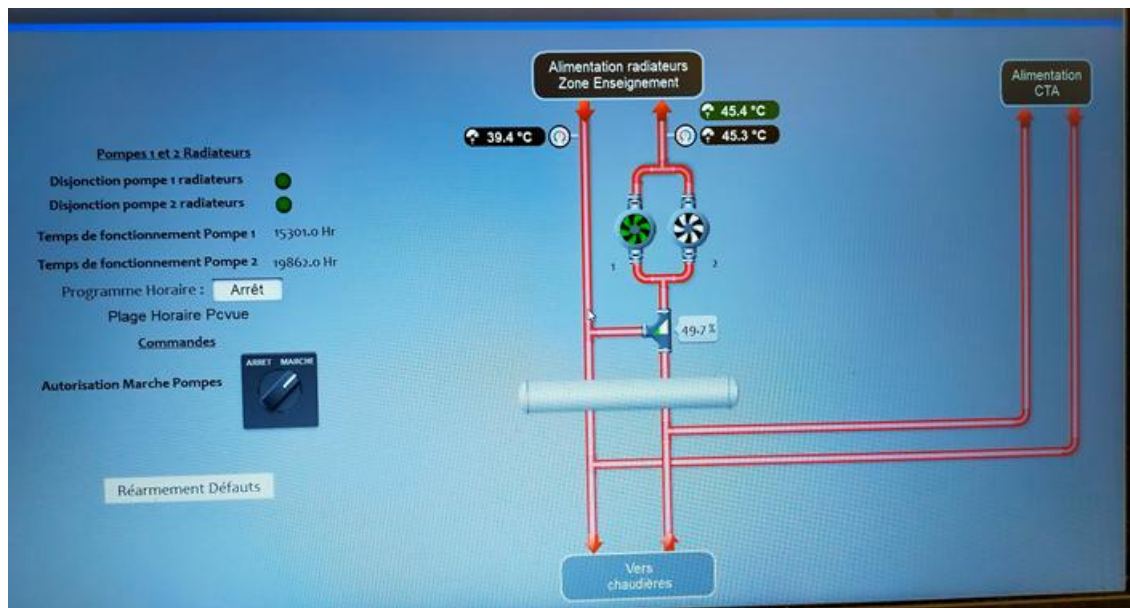 Alimentation radiateurs
Zone Enseignement
Alimentation
CTA
45.4 °C
39.4 °C
45.3 °C
Pompes 1 et 2 Radiateurs
Disjonction pompe 1 radiateurs
Disjonction pompe 2 radiateurs
Temps de fonctionnement Pompe 1 15301.0 Hr
Temps de fonctionnement Pompe 2 19862.0 Hr
1
2
Programme Horaire : Arrêt
Plage Horaire Pcvue
49.7 %
Commandes
ARRET MARCHE
Autorisation Marche Pompes
Réarmement Défauts
Vers
chaudières